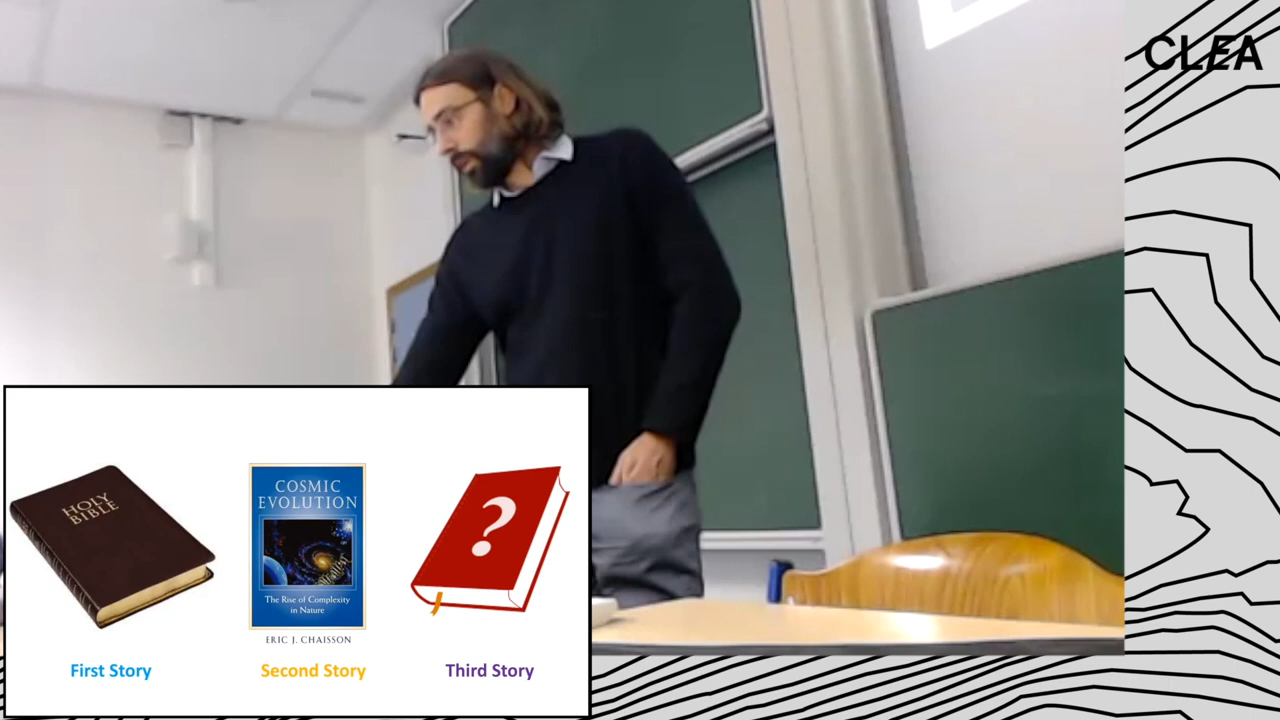 CLEA
HOLY
BIBLE
COSMIC
EVOLUTION
The Rise of Complexity
in Nature
ERIC J. CHAISSON
?
First Story
Second Story
Third Story